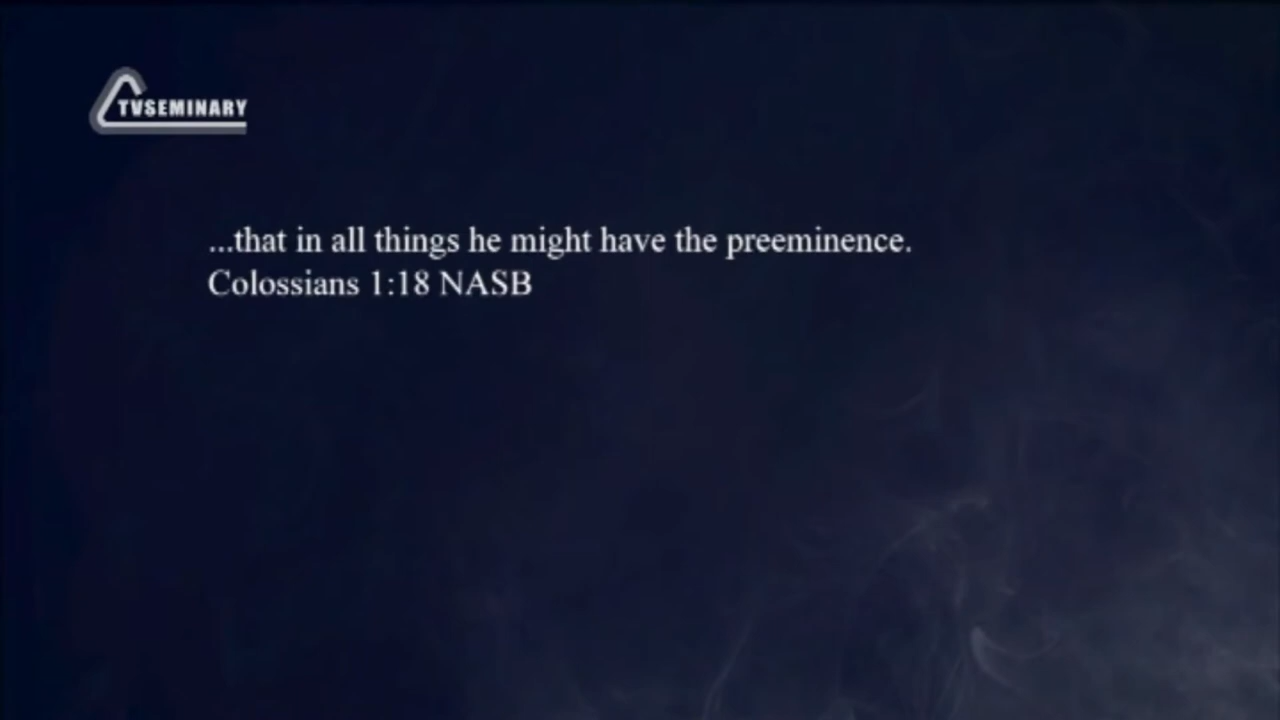 TVSEMINARY
...that in all things he might have the preeminence.
Colossians 1:18 NASB